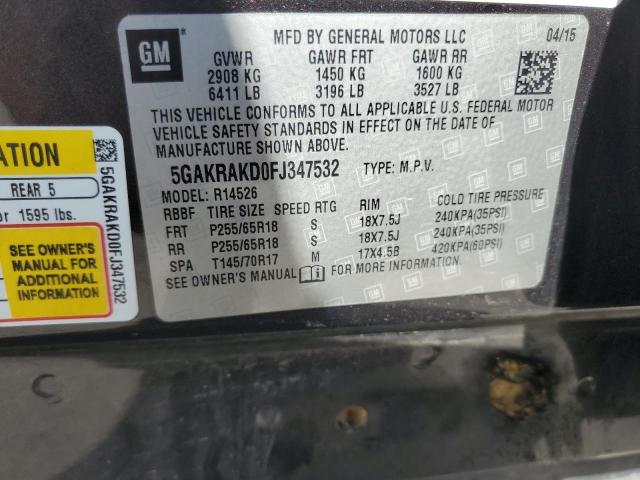 GM ®
MFD BY GENERAL MOTORS LLC 04/15
GVWR GAWR FRT GAWR RR
2908 KG 1450 KG 1600 KG
6411 LB 3196 LB 3527 LB
THIS VEHICLE CONFORMS TO ALL APPLICABLE U.S. FEDERAL MOTOR
VEHICLE SAFETY STANDARDS IN EFFECT ON THE DATE OF
MANUFACTURE SHOWN ABOVE.
5GAKRAKD0FJ347532 TYPE: M.P.V.
MODEL: R14526
RBBF TIRE SIZE SPEED RTG RIM COLD TIRE PRESSURE
FRT P255/65R18 S 18X7.5J 240KPA(35PSI)
RR P255/65R18 S 18X7.5J 240KPA(35PSI)
SPA T145/70R17 M 17X4.5B 420KPA(60PSI)
SEE OWNER'S MANUAL FOR MORE INFORMATION.
REAR 5
or 1595 lbs.
SEE OWNER'S
MANUAL FOR
ADDITIONAL
INFORMATION
5GAKRAKD0FJ347532